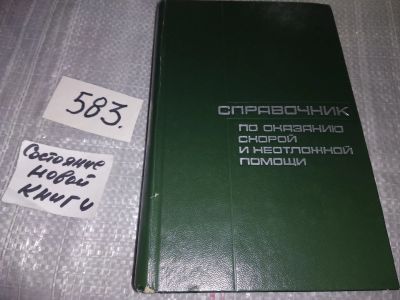 583.
Состояние
новой
книги
СПРАВОЧНИК
ПО ОКАЗАНИЮ
СКОРОЙ
И НЕОТЛОЖНОЙ
ПОМОЩИ